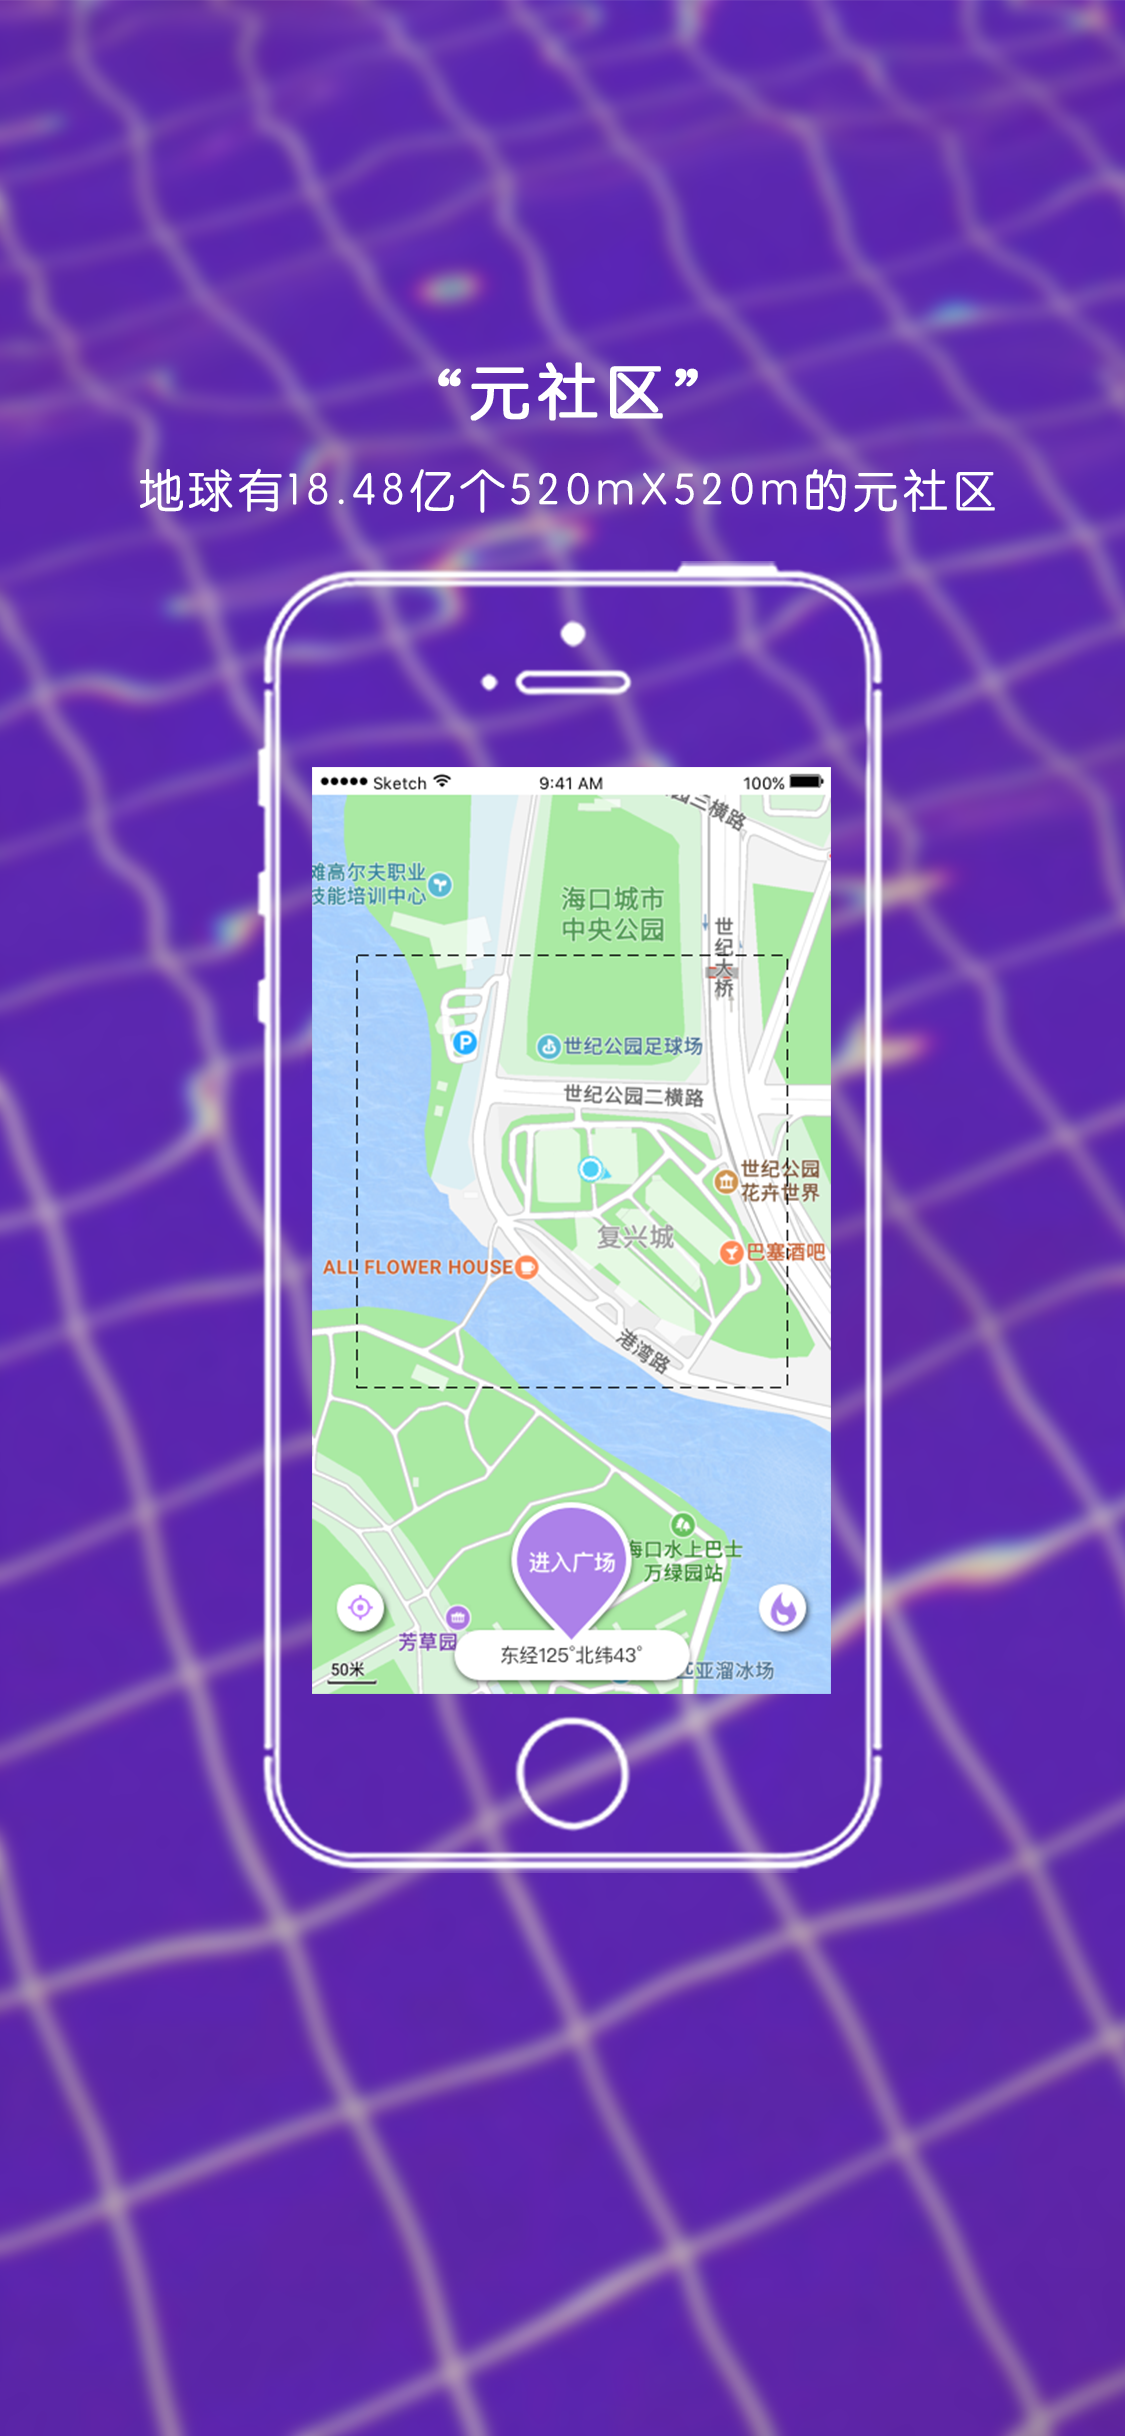 “元社区”
地球有18.48亿个520mX520m的元社区
Sketch
9:41 AM
100%
三横路
滩高尔夫职业
技能培训中心
海口城市
中央公园
世纪大桥
P
世纪公园足球场
世纪公园二横路
世纪公园
花卉世界
复兴城
巴塞酒吧
ALL FLOWER HOUSE
港湾路
进入广场
海口水上巴士
万绿园站
芳草园
东经125°北纬43°
匹亚溜冰场
50米